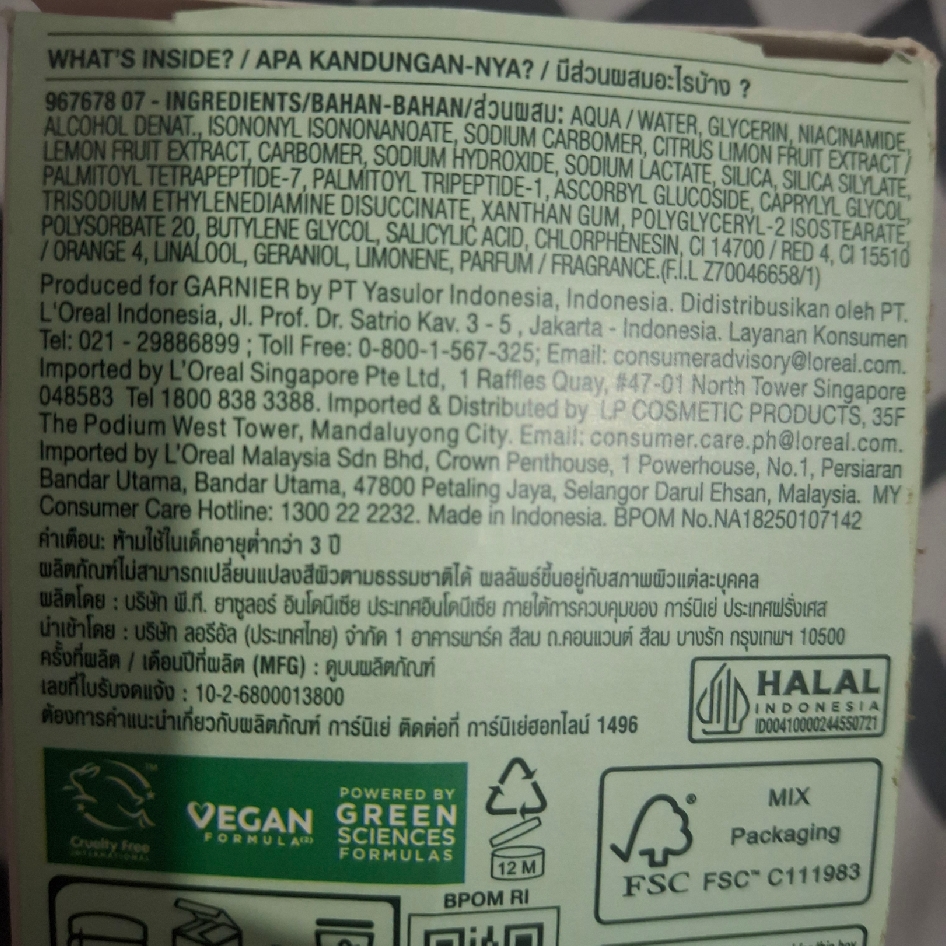 WHAT'S INSIDE? / APA KANDUNGAN-NYA? / มีส่วนผสมอะไรบ้าง ?
967678 07 - INGREDIENTS/BAHAN-BAHAN/ส่วนผสม: AQUA / WATER, GLYCERIN, NIACINAMIDE,
ALCOHOL DENAT., ISONONYL ISONONANOATE, SODIUM CARBOMER, CITRUS LIMON FRUIT EXTRACT /
LEMON FRUIT EXTRACT, CARBOMER, SODIUM HYDROXIDE, SODIUM LACTATE, SILICA, SILICA SILYLATE,
PALMITOYL TETRAPEPTIDE-7, PALMITOYL TRIPEPTIDE-1, ASCORBYL GLUCOSIDE, CAPRYLYL GLYCOL,
TRISODIUM ETHYLENEDIAMINE DISUCCINATE, XANTHAN GUM, POLYGLYCERYL-2 ISOSTEARATE,
POLYSORBATE 20, BUTYLENE GLYCOL, SALICYLIC ACID, CHLORPHENESIN, CI 14700 / RED 4, CI 15510
/ ORANGE 4, LINALOOL, GERANIOL, LIMONENE, PARFUM / FRAGRANCE.(F.I.L Z70046658/1)
Produced for GARNIER by PT Yasulor Indonesia, Indonesia. Didistribusikan oleh PT.
L'Oreal Indonesia, Jl. Prof. Dr. Satrio Kav. 3 - 5 , Jakarta - Indonesia. Layanan Konsumen
Tel: 021 - 29886899 ; Toll Free: 0-800-1-567-325; Email: consumeradvisory@loreal.com.
Imported by L'Oreal Singapore Pte Ltd, 1 Raffles Quay, #47-01 North Tower Singapore
048583 Tel 1800 838 3388. Imported & Distributed by LP COSMETIC PRODUCTS, 35F
The Podium West Tower, Mandaluyong City. Email: consumer.care.ph@loreal.com.
Imported by L'Oreal Malaysia Sdn Bhd, Crown Penthouse, 1 Powerhouse, No.1, Persiaran
Bandar Utama, Bandar Utama, 47800 Petaling Jaya, Selangor Darul Ehsan, Malaysia. MY
Consumer Care Hotline: 1300 22 2232. Made in Indonesia. BPOM No.NA18250107142
คำเตือน: ห้ามใช้ในเด็กอายุต่ำกว่า 3 ปี
ผลิตภัณฑ์ไม่สามารถเปลี่ยนแปลงสีผิวตามธรรมชาติได้ ผลลัพธ์ขึ้นอยู่กับสภาพผิวแต่ละบุคคล
ผลิตโดย : บริษัท พี.ที. ยาซูลอร์ อินโดนีเซีย ประเทศอินโดนีเซีย ภายใต้การควบคุมของ การ์นิเย่ ประเทศฝรั่งเศส
นำเข้าโดย : บริษัท ลอรีอัล (ประเทศไทย) จำกัด 1 อาคารพาร์ค สีลม ถ.คอนแวนต์ สีลม บางรัก กรุงเทพฯ 10500
ครั้งที่ผลิต / เดือนปีที่ผลิต (MFG) : ดูบนผลิตภัณฑ์
เลขที่ใบรับจดแจ้ง : 10-2-6800013800
ต้องการคำแนะนำเกี่ยวกับผลิตภัณฑ์ การ์นิเย่ ติดต่อที่ การ์นิเย่ฮอทไลน์ 1496
HALAL
INDONESIA
ID00410000244550721
Cruelty Free
INTERNATIONAL
TM
VEGAN
FORMULA(2)
POWERED BY
GREEN
SCIENCES
FORMULAS
12 M
BPOM RI
®
FSC
MIX
Packaging
FSC™ C111983